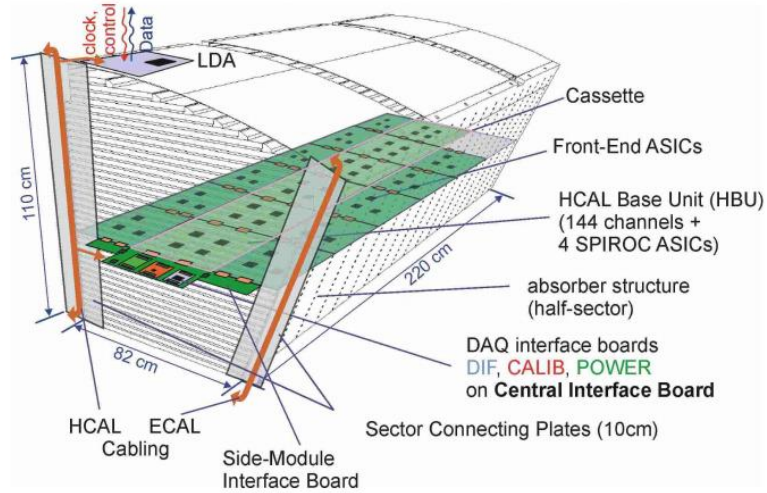 clock,
control
Data
LDA
Cassette
Front-End ASICs
110 cm
HCAL Base Unit (HBU)
(144 channels +
4 SPIROC ASICs)
220 cm
absorber structure
(half-sector)
82 cm
DAQ interface boards
DIF, CALIB, POWER
on Central Interface Board
HCAL ECAL
Cabling
Sector Connecting Plates (10cm)
Side-Module
Interface Board